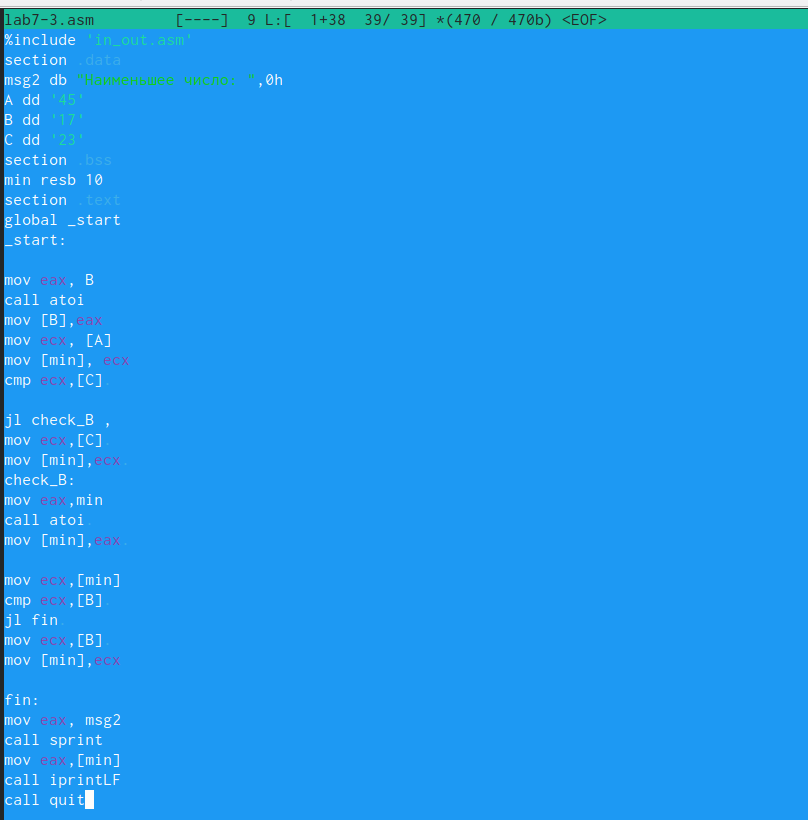 lab7-3.asm [----] 9 L:[ 1+38 39/ 39] *(470 / 470b) <EOF>
%include 'in_out.asm'
section .data
msg2 db "Наименьшее число: ",0h
A dd '45'
B dd '17'
C dd '23'
section .bss
min resb 10
section .text
global _start
_start:
mov eax, B
call atoi
mov [B],eax
mov ecx, [A]
mov [min], ecx
cmp ecx,[C]
jl check_B ,
mov ecx,[C]
mov [min],ecx
check_B:
mov eax,min
call atoi
mov [min],eax
mov ecx,[min]
cmp ecx,[B]
jl fin
mov ecx,[B]
mov [min],ecx
fin:
mov eax, msg2
call sprint
mov eax,[min]
call iprintLF
call quit